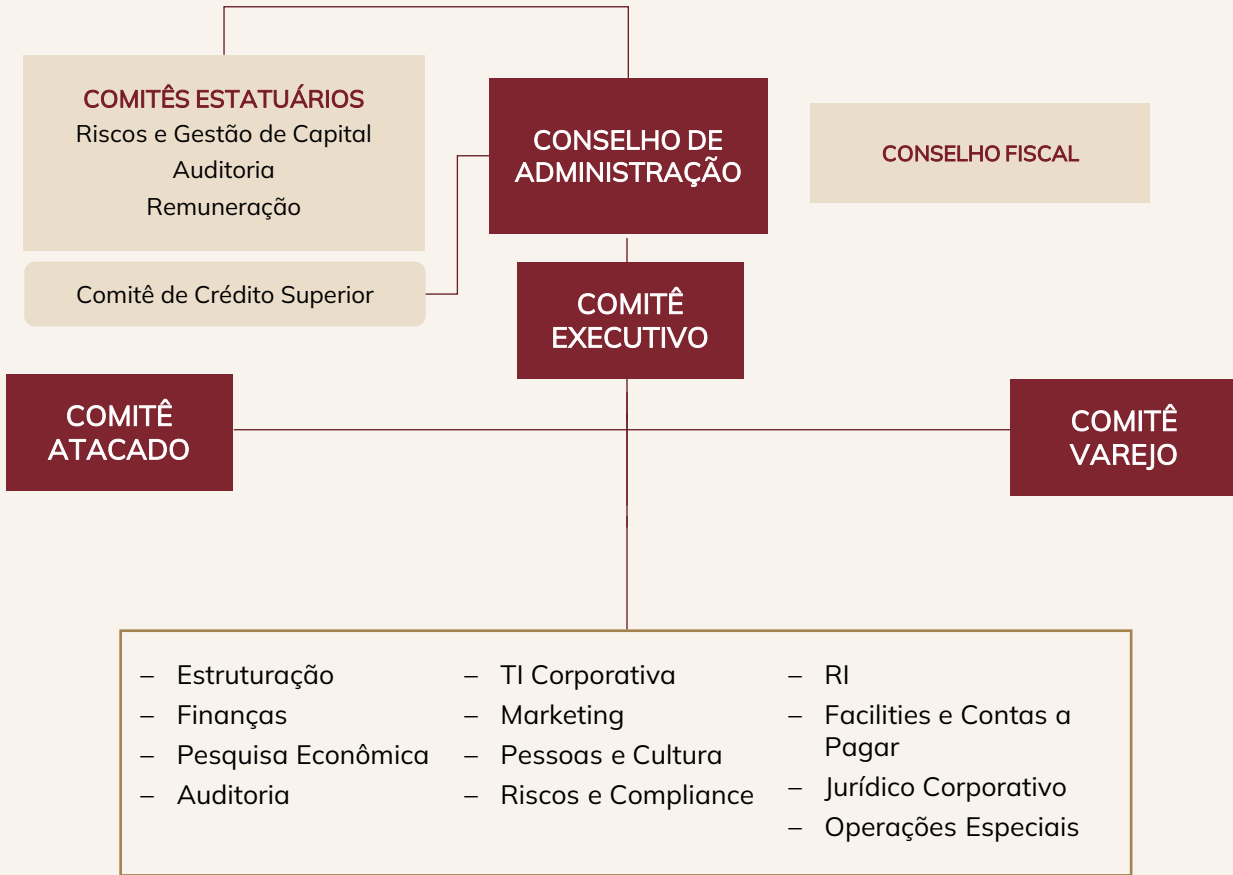 COMITÊS ESTATUÁRIOS
Riscos e Gestão de Capital
Auditoria
Remuneração
Comitê de Crédito Superior
CONSELHO DE
ADMINISTRAÇÃO
CONSELHO FISCAL
COMITÊ
EXECUTIVO
COMITÊ
ATACADO
COMITÊ
VAREJO
– Estruturação
– Finanças
– Pesquisa Econômica
– Auditoria
– TI Corporativa
– Marketing
– Pessoas e Cultura
– Riscos e Compliance
– RI
– Facilities e Contas a
Pagar
– Jurídico Corporativo
– Operações Especiais